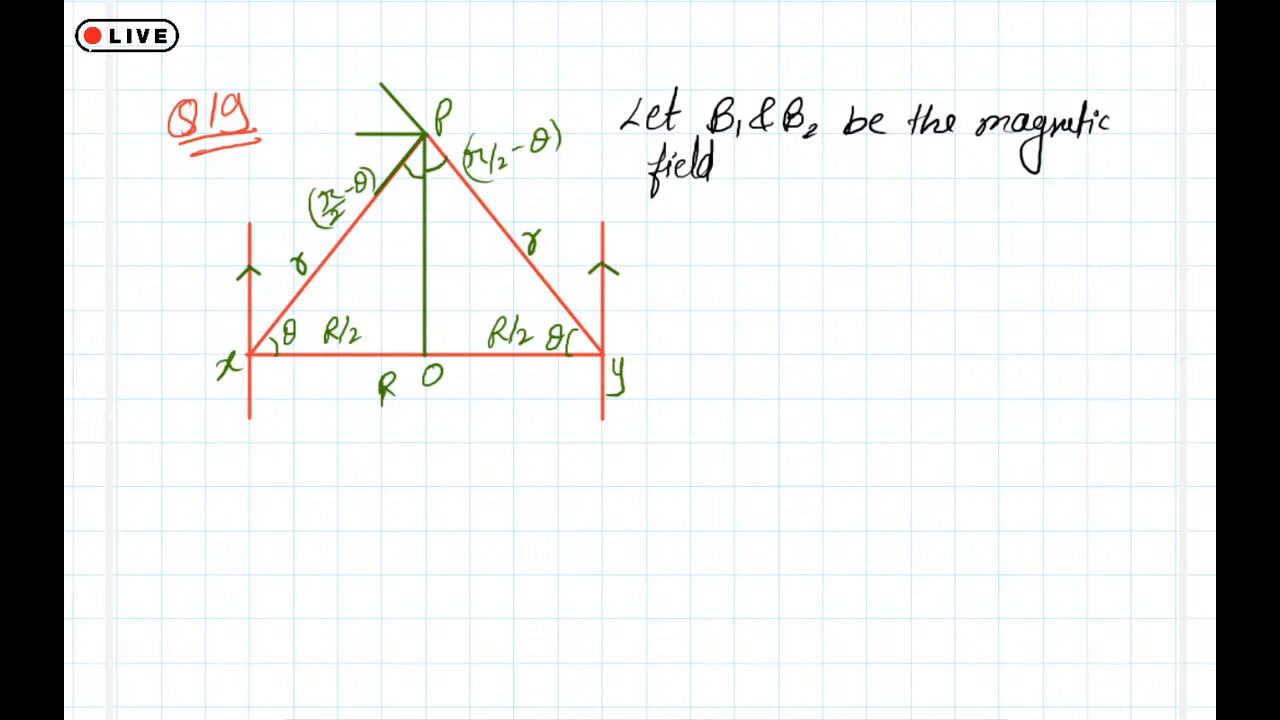 LIVE
Q19
P
Let B₁ & B₂ be the magnetic
field
(π/2 - θ)
(π/2 - θ)
r
r
θ R/2
R/2 θ
x
R O
y